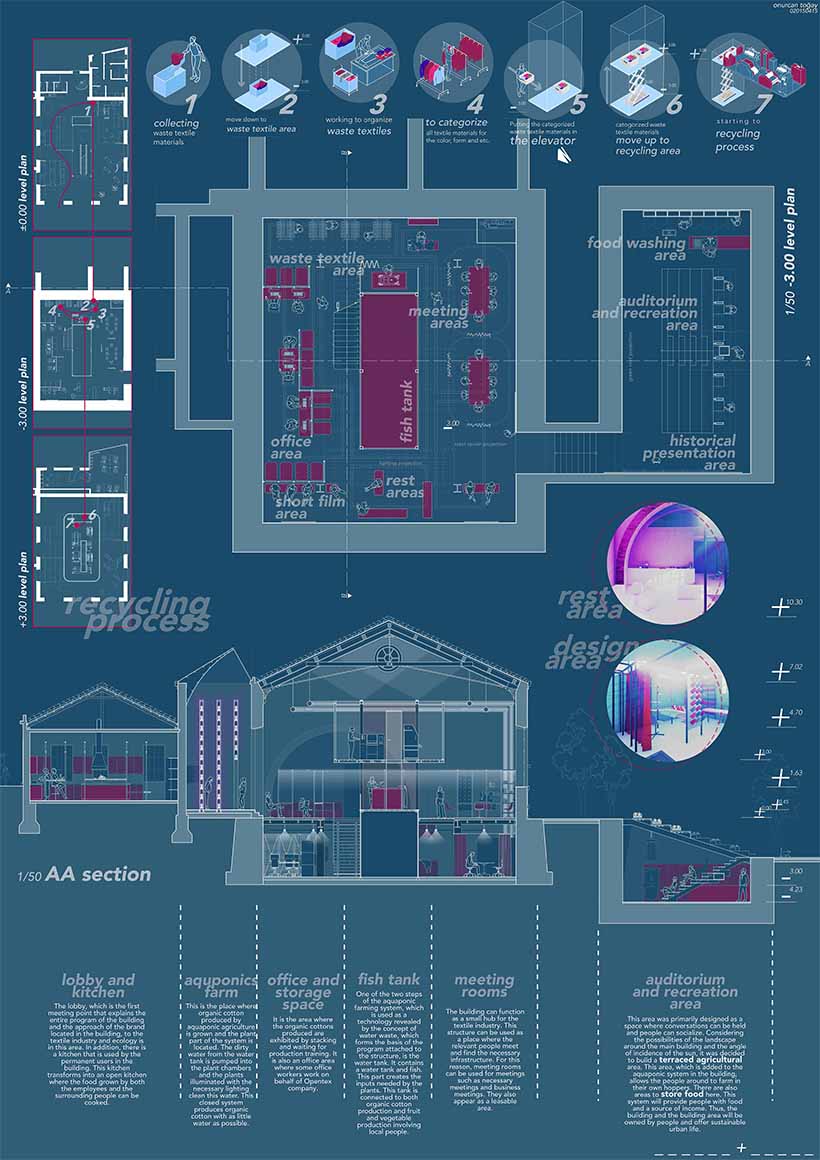 onurcan toğay
020150415
1
collecting
waste textile
materials
2
move down to
waste textile area
3
working to organize
waste textiles
4
to categorize
all textile materials for
the color, form and etc.
5
Putting the categorized
waste textile materials in
the elevator
6
categorized waste
textile materials
move up to
recycling area
7
starting to
recycling
process
±0.00 level plan
-3.00 level plan
+3.00 level plan
1
2
3
4
5
6
7
recycling
process
waste textile
area
meeting
areas
fish tank
office
area
short film
area
rest
areas
food washing
area
auditorium
and recreation
area
historical
presentation
area
3.00
A
A
1/50 -3.00 level plan
rest
area
design
area
10.30
7.02
4.70
1.63
3.00
4.23
1/50 AA section
lobby and
kitchen
The lobby, which is the first
meeting point that explains the
entire program of the building
and the approach of the brand
located in the building, to the
textile industry and ecology is
in this area. In addition, there is
a kitchen that is used by the
permanent users in the
building. This kitchen
transforms into an open kitchen
where the food grown by both
the employees and the
surrounding people can be
cooked.
aquponics
farm
This is the place where
organic cotton
produced by
aquaponic agriculture
is grown and the plant
part of the system is
located. The dirty
water from the water
tank is pumped into
the plant chambers
and the plants
illuminated with the
necessary lighting
clean this water. This
closed system
produces organic
cotton with as little
water as possible.
office and
storage
space
It is the area where
the organic cottons
produced are
exhibited by stacking
and waiting for
production training. It
is also an office area
where some office
workers work on
behalf of Opentex
company.
fish tank
One of the two steps
of the aquaponic
farming system, which
is used as a
technology revealed
by the concept of
water waste, which
forms the basis of the
program attached to
the structure, is the
water tank. It contains
a water tank and fish.
This part creates the
inputs needed by the
plants. This tank is
connected to both
organic cotton
production and fruit
and vegetable
production involving
local people.
meeting
rooms
The building can function
as a small hub for the
textile industry. This
structure can be used as
a place where the
relevant people meet
and find the necessary
infrastructure. For this
reason, meeting rooms
can be used for meetings
such as necessary
meetings and business
meetings. They also
appear as a leasable
area.
auditorium
and recreation
area
This area was primarily designed as a
space where conversations can be held
and people can socialize. Considering
the possibilities of the landscape
around the main building and the angle
of incidence of the sun, it was decided
to build a terraced agricultural
area. This area, which is added to the
aquaponic system in the building,
allows the people around to farm in
their own hoppers. There are also
areas to store food here. This
system will provide people with food
and a source of income. Thus, the
building and the building area will be
owned by people and offer sustainable
urban life.